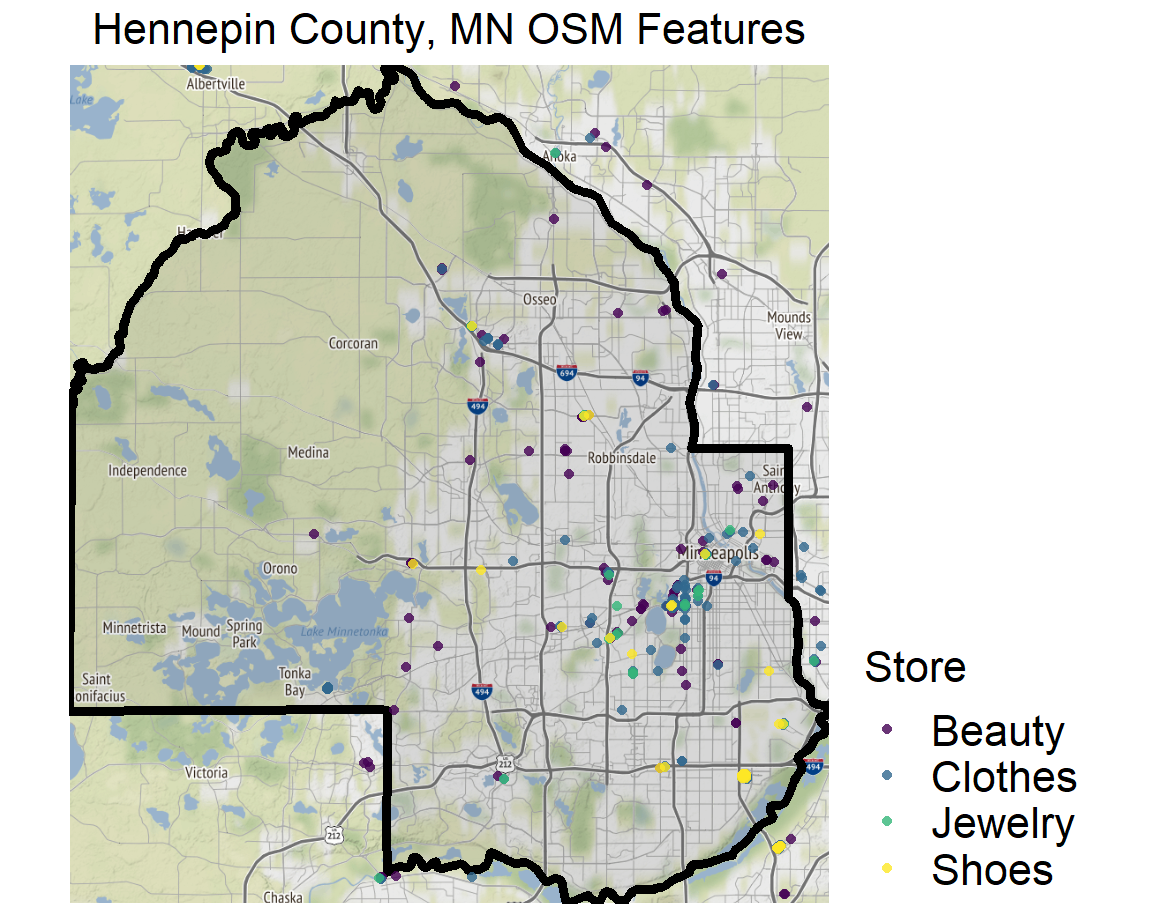 Hennepin County, MN OSM Features
Albertville
Lake
Anoka
Osseo
Mounds
View
Corcoran
694
94
494
Medina
Robbinsdale
Independence
Saint
Anthony
Minneapolis
94
Orono
Minnetrista
Mound
Spring
Park
Lake Minnetonka
Store
Saint
onifacius
Tonka
Bay
494
Beauty
Victoria
212
494
Clothes
Jewelry
212
Shoes
Chaska